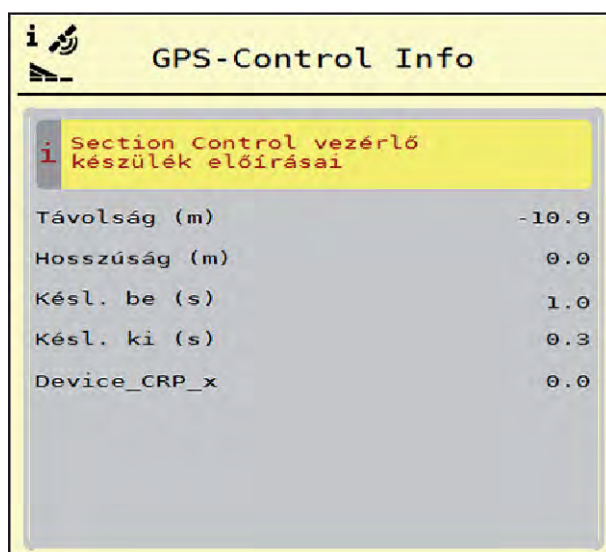 i
GPS-Control Info
i Section Control vezérlő
készülék előírásai
Távolság (m) -10.9
Hosszúság (m) 0.0
Késl. be (s) 1.0
Késl. ki (s) 0.3
Device_CRP_x 0.0